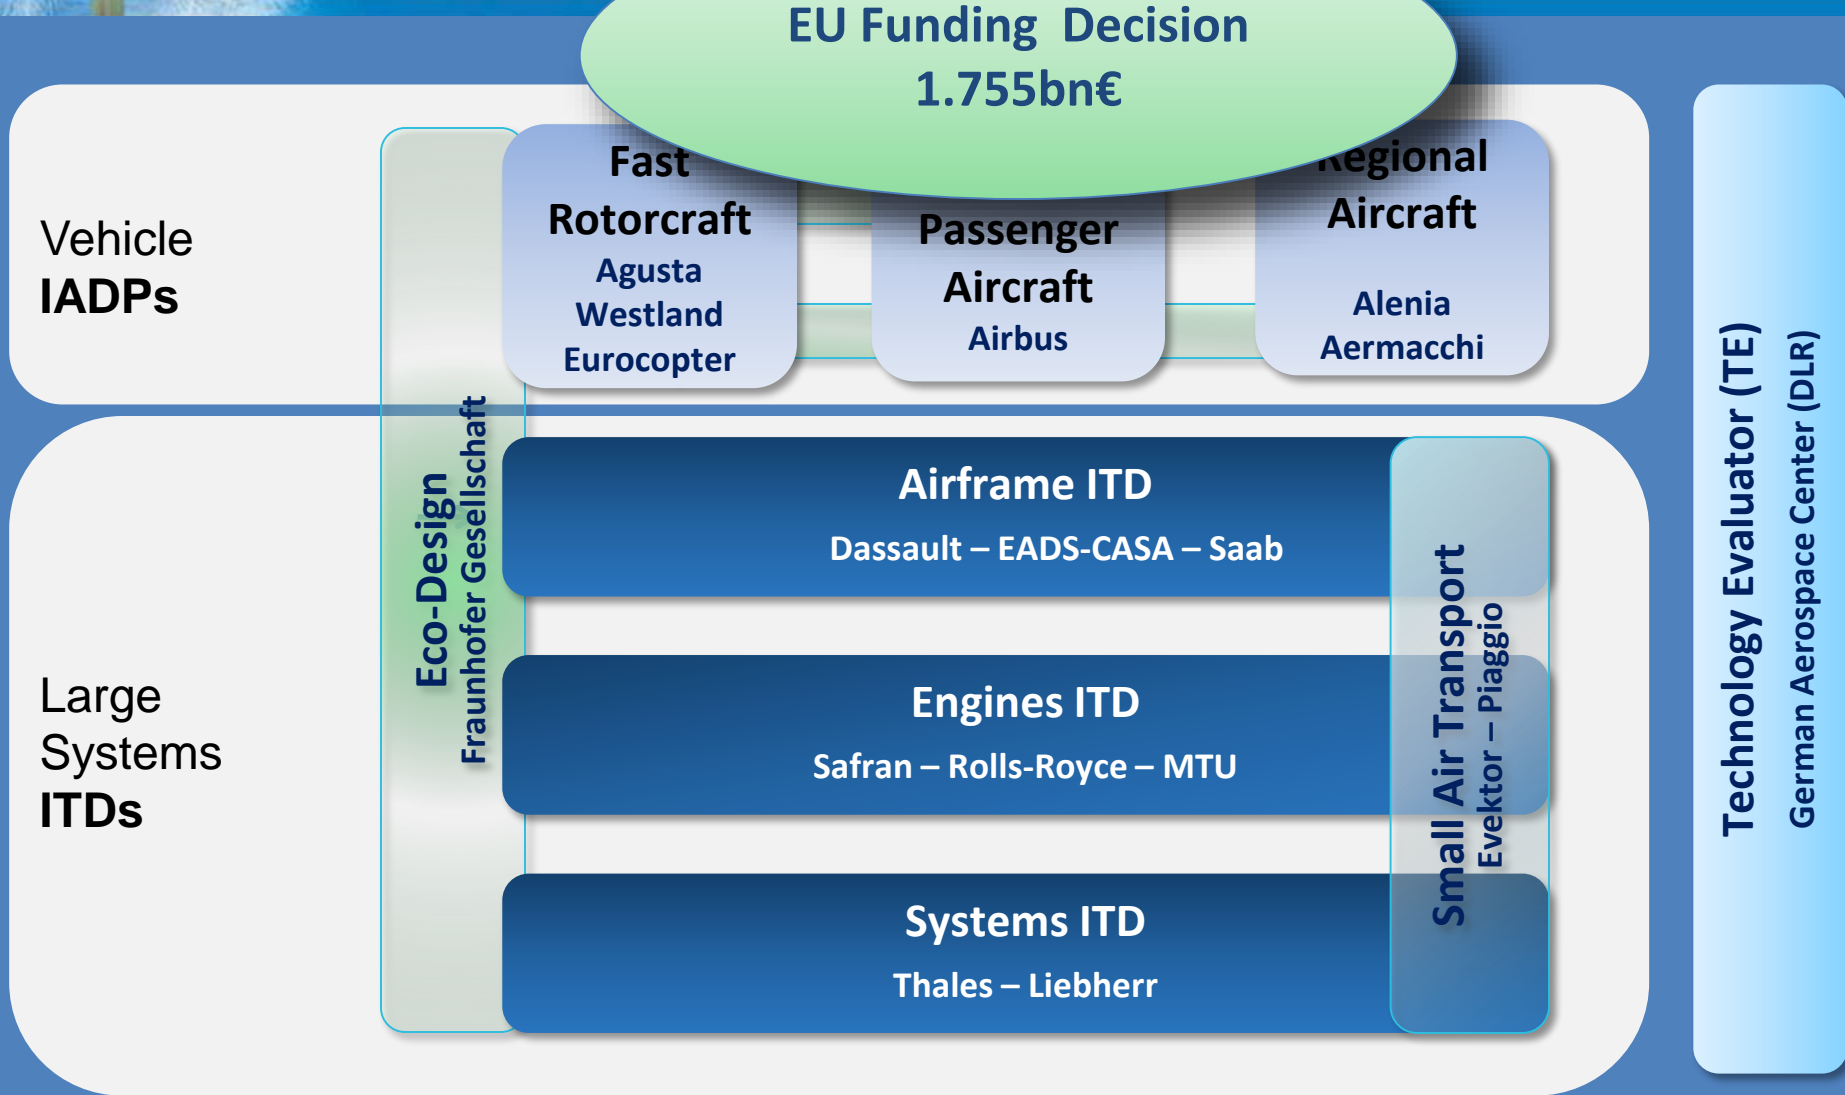 EU Funding Decision
1.755bn€
Vehicle
IADPs
Fast
Rotorcraft
Agusta
Westland
Eurocopter
Passenger
Aircraft
Airbus
Regional
Aircraft
Alenia
Aermacchi
Eco-Design
Fraunhofer Gesellschaft
Large
Systems
ITDs
Airframe ITD
Dassault – EADS-CASA – Saab
Engines ITD
Safran – Rolls-Royce – MTU
Systems ITD
Thales – Liebherr
Small Air Transport
Evektor – Piaggio
Technology Evaluator (TE)
German Aerospace Center (DLR)